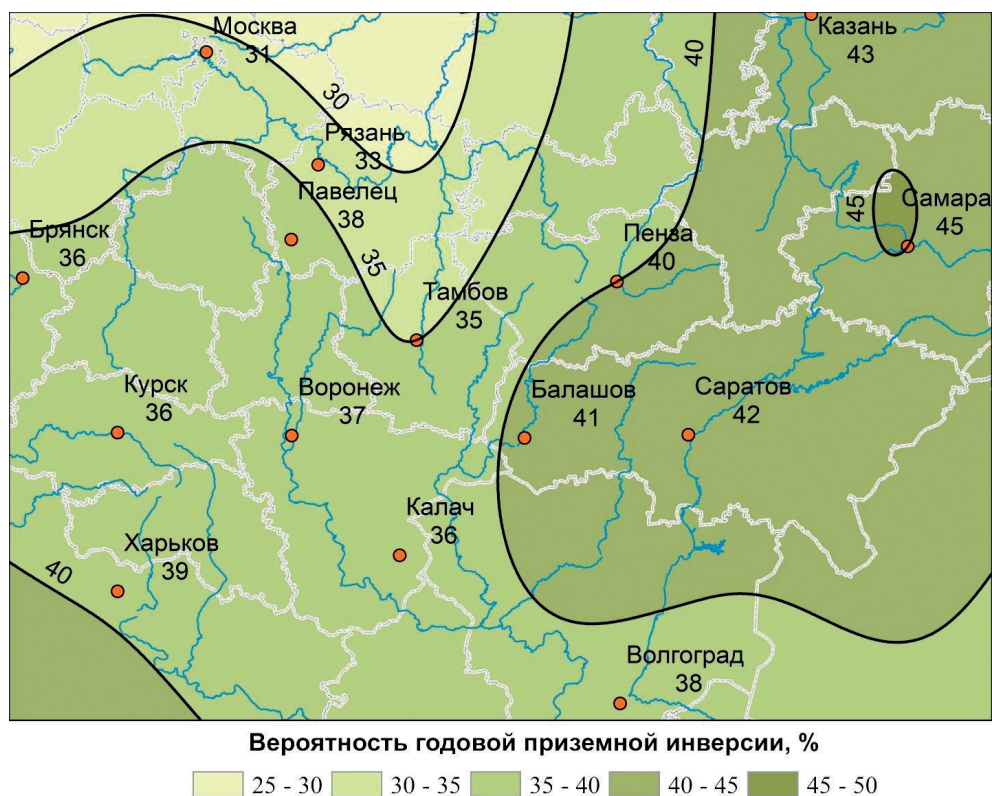 Москва
31
Казань
43
40
30
Рязань
33
Павелец
38
Самара
45
45
Брянск
36
Пенза
40
35
Тамбов
35
Курск
36
Воронеж
37
Балашов
41
Саратов
42
Калач
36
Харьков
39
40
Волгоград
38
Вероятность годовой приземной инверсии, %
25 - 30 30 - 35 35 - 40 40 - 45 45 - 50